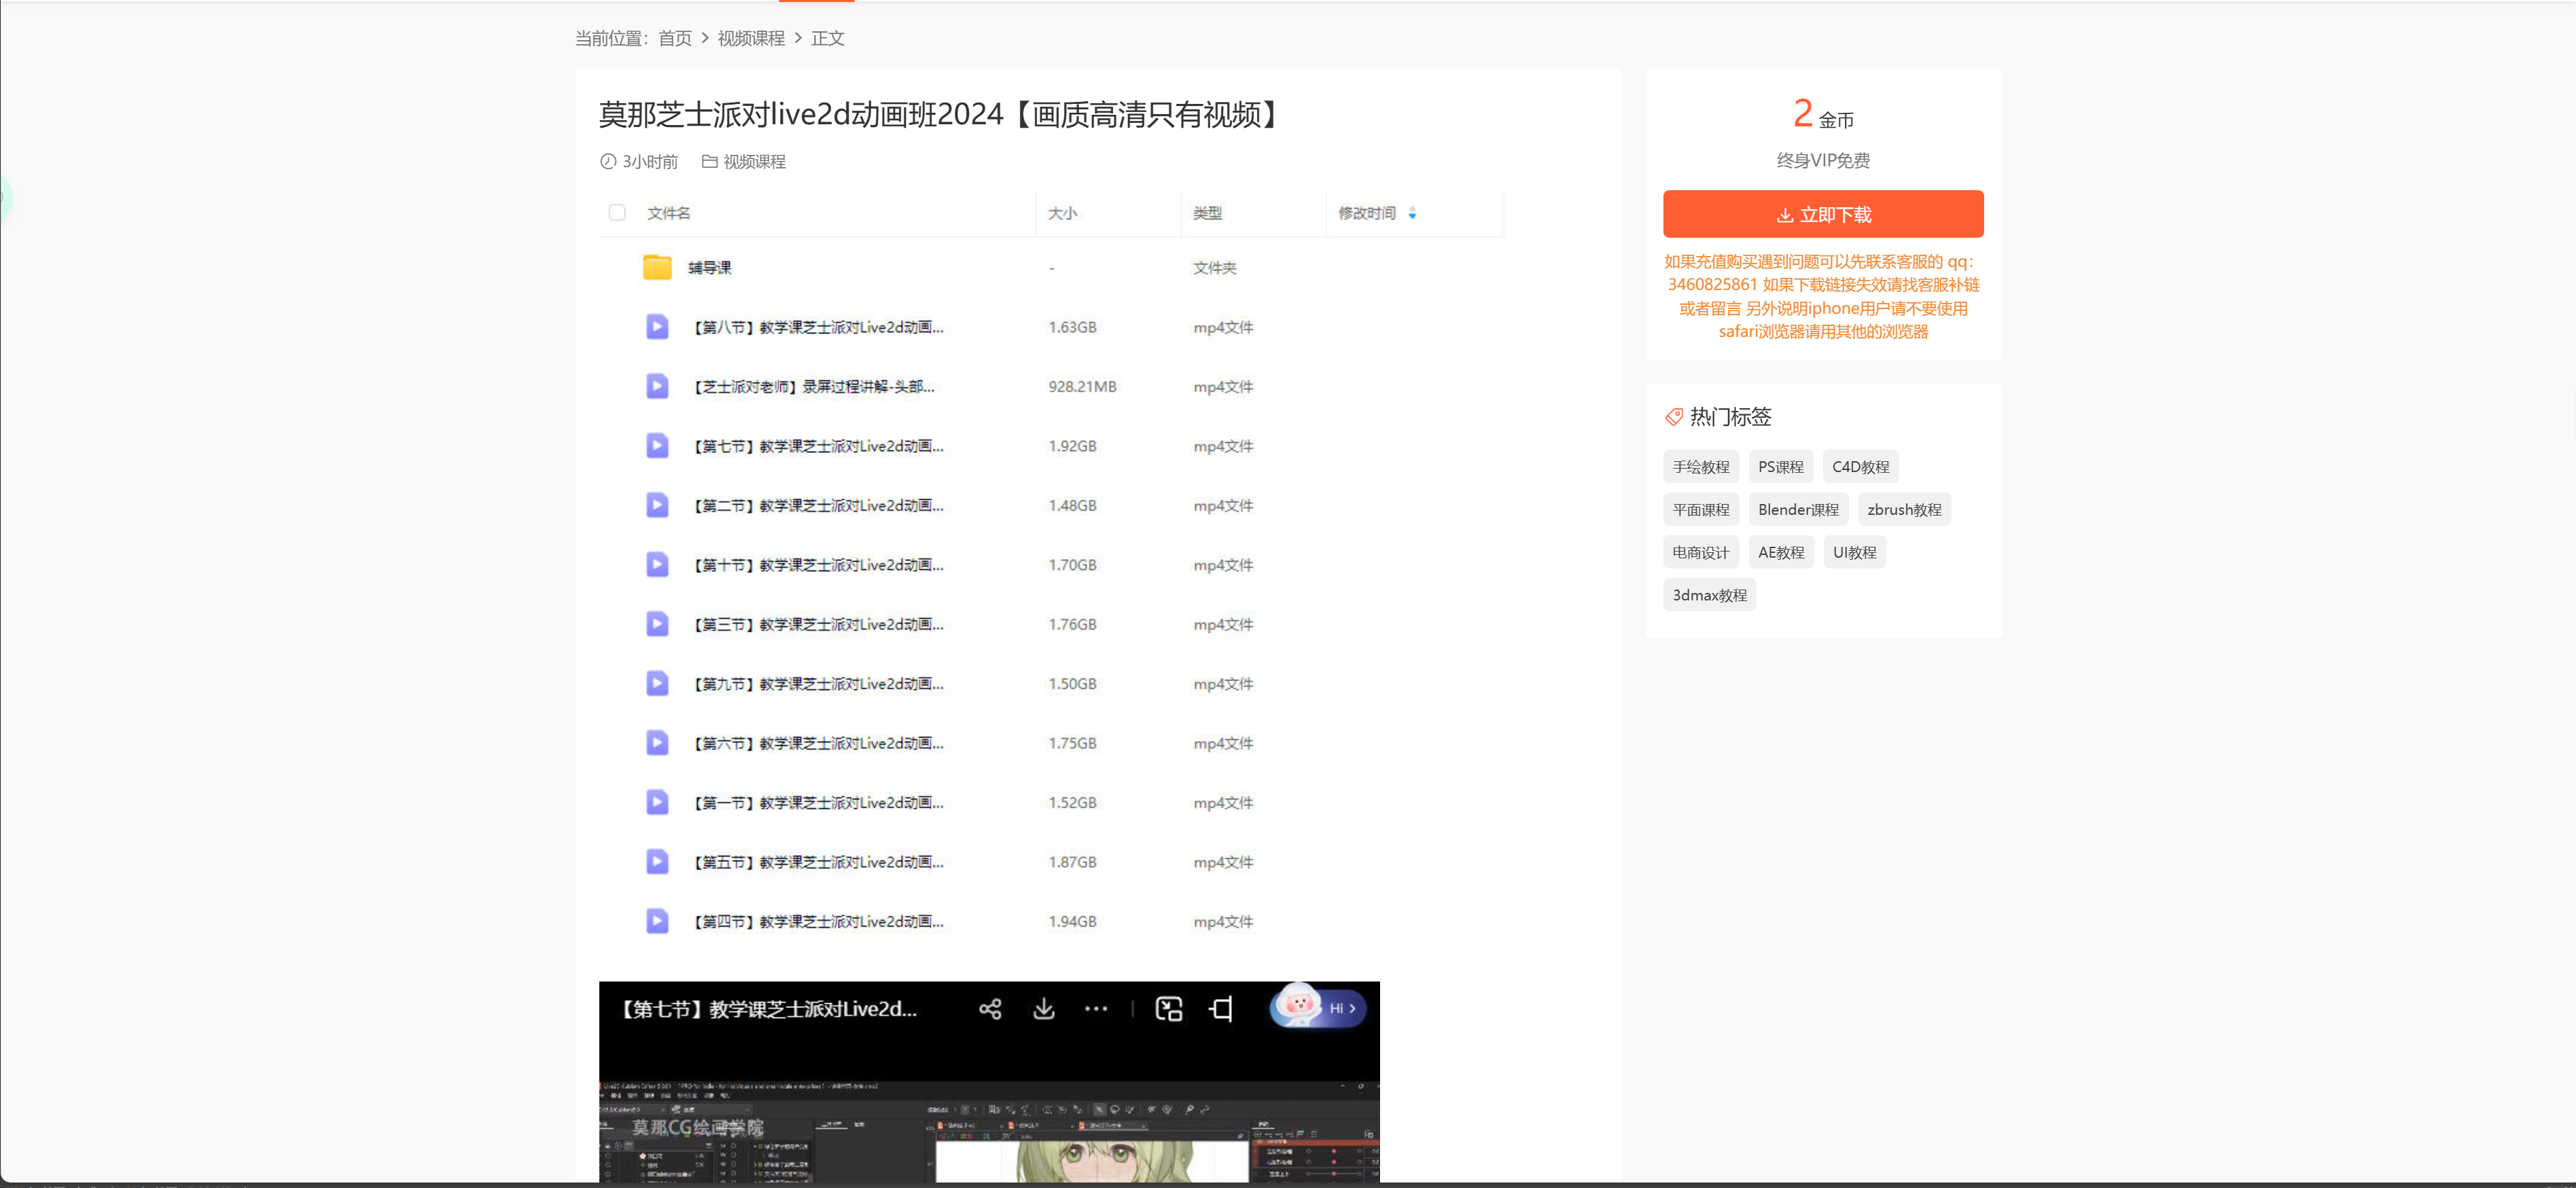 当前位置：首页 > 视频课程 > 正文
莫那芝士派对live2d动画班2024【画质高清只有视频】
3小时前 视频课程
文件名 大小 类型 修改时间
辅导课 - 文件夹
【第八节】教学课芝士派对Live2d动画... 1.63GB mp4文件
【芝士派对老师】录屏过程讲解-头部... 928.21MB mp4文件
【第七节】教学课芝士派对Live2d动画... 1.92GB mp4文件
【第二节】教学课芝士派对Live2d动画... 1.48GB mp4文件
【第十节】教学课芝士派对Live2d动画... 1.70GB mp4文件
【第三节】教学课芝士派对Live2d动画... 1.76GB mp4文件
【第九节】教学课芝士派对Live2d动画... 1.50GB mp4文件
【第六节】教学课芝士派对Live2d动画... 1.75GB mp4文件
【第一节】教学课芝士派对Live2d动画... 1.52GB mp4文件
【第五节】教学课芝士派对Live2d动画... 1.87GB mp4文件
【第四节】教学课芝士派对Live2d动画... 1.94GB mp4文件
【第七节】教学课芝士派对Live2d...
Hi >
莫那CG绘画学院
2 金币
终身VIP免费
立即下载
如果充值购买遇到问题可以先联系客服的 qq：
3460825861 如果下载链接失效请找客服补链
或者留言 另外说明iphone用户请不要使用
safari浏览器请用其他的浏览器
热门标签
手绘教程 PS课程 C4D教程
平面课程 Blender课程 zbrush教程
电商设计 AE教程 UI教程
3dmax教程